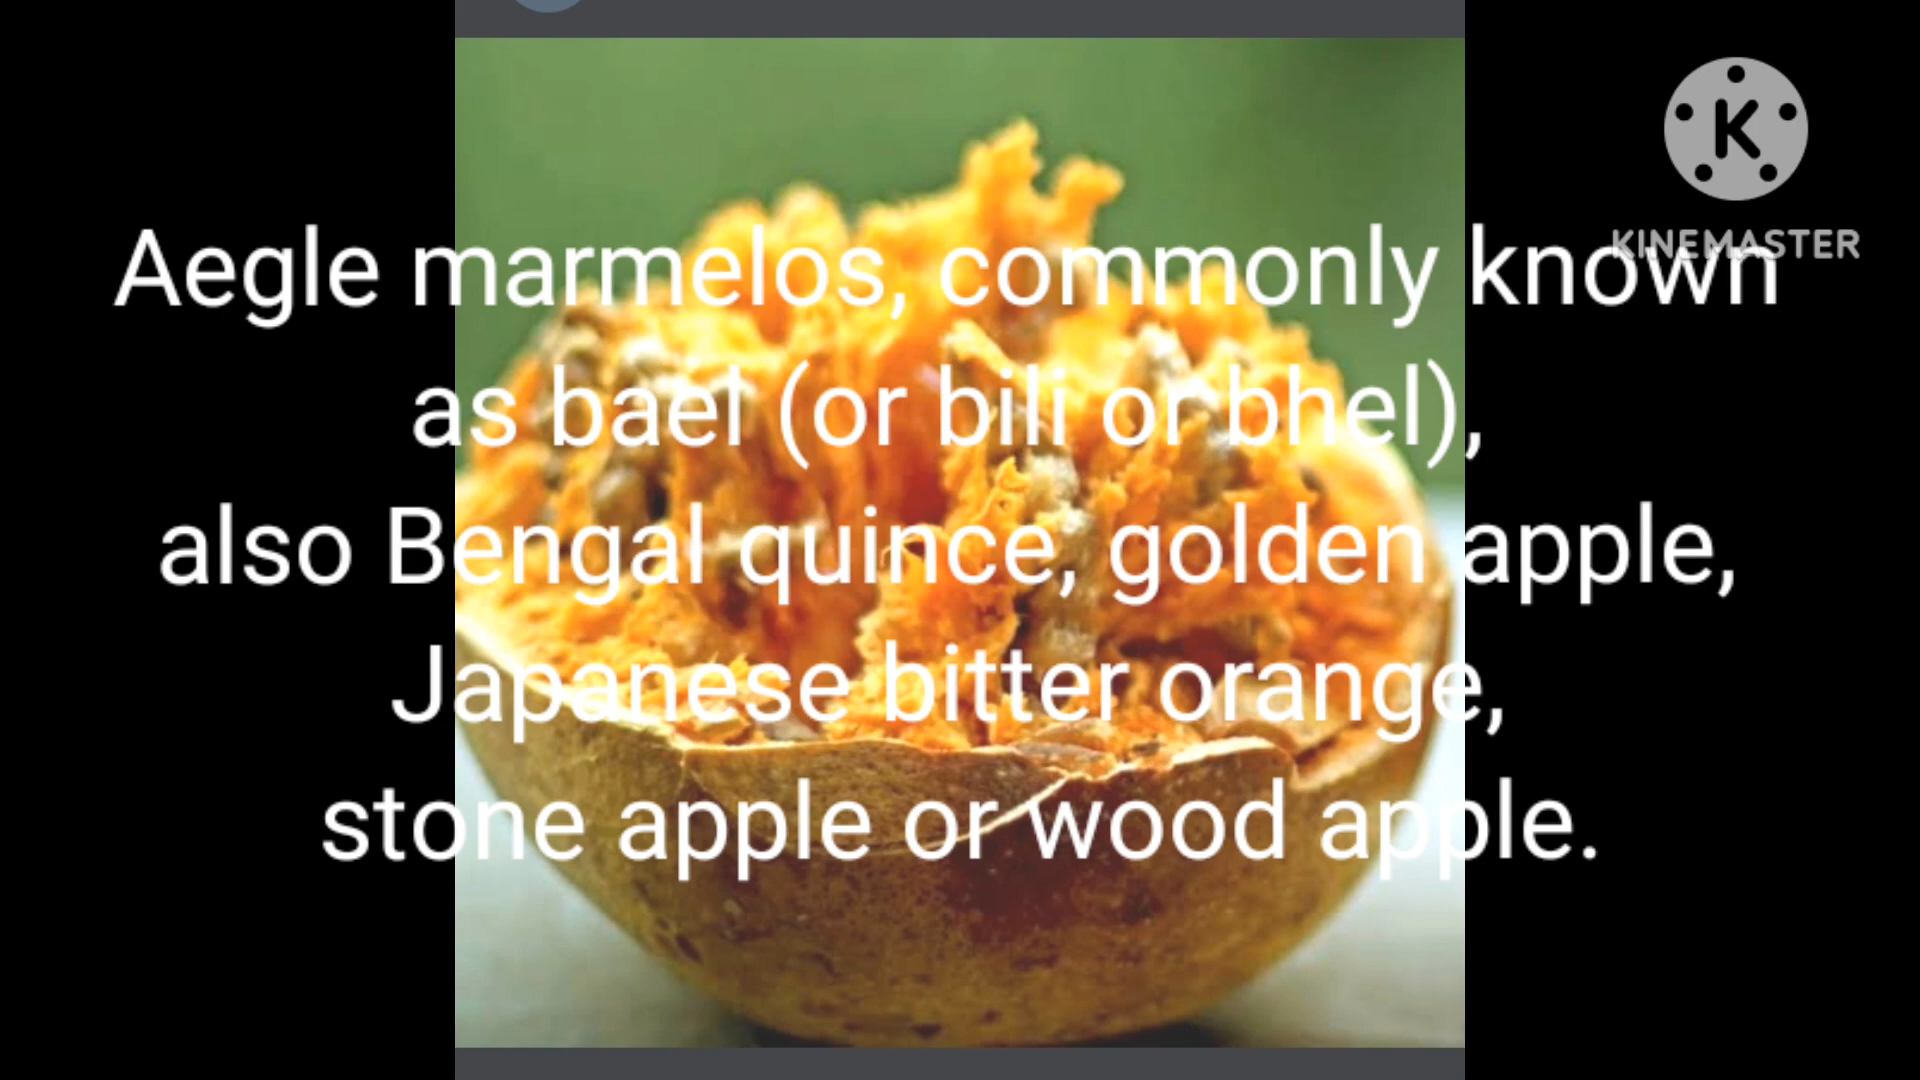 K
KINEMASTER
Aegle marmelos, commonly known
as bael (or bili or bhel),
also Bengal quince, golden apple,
Japanese bitter orange,
stone apple or wood apple.